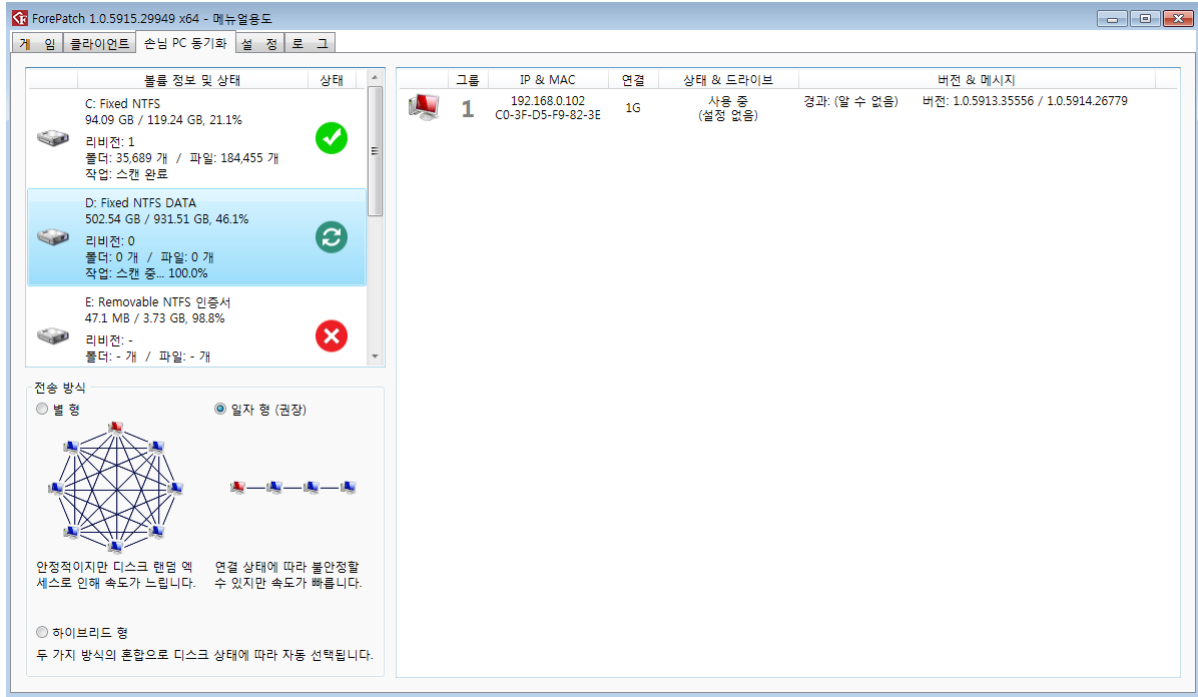 ForePatch 1.0.5915.29949 x64 - 메뉴얼용도
게 임 클라이언트 손님 PC 동기화 설 정 로 그
볼륨 정보 및 상태 상태
C: Fixed NTFS
94.09 GB / 119.24 GB, 21.1%
리비전: 1
폴더: 35,689 개 / 파일: 184,455 개
작업: 스캔 완료
D: Fixed NTFS DATA
502.54 GB / 931.51 GB, 46.1%
리비전: 0
폴더: 0 개 / 파일: 0 개
작업: 스캔 중... 100.0%
E: Removable NTFS 인증서
47.1 MB / 3.73 GB, 98.8%
리비전: -
폴더: - 개 / 파일: - 개
전송 방식
별 형
일자 형 (권장)
안정적이지만 디스크 랜덤 엑
세스로 인해 속도가 느립니다.
연결 상태에 따라 불안정할
수 있지만 속도가 빠릅니다.
하이브리드 형
두 가지 방식의 혼합으로 디스크 상태에 따라 자동 선택됩니다.
그룹 IP & MAC 연결 상태 & 드라이브 버전 & 메시지
1
192.168.0.102
C0-3F-D5-F9-82-3E
1G
사용 중
(설정 없음)
경과: (알 수 없음) 버전: 1.0.5913.35556 / 1.0.5914.26779